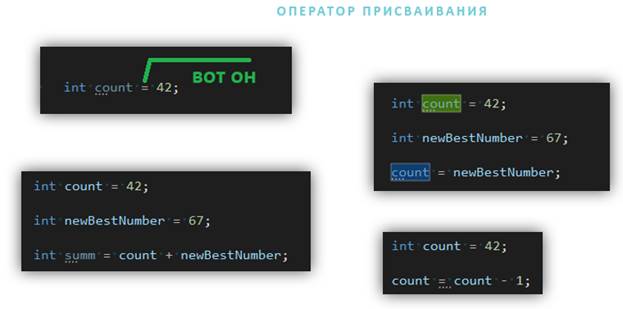 ОПЕРАТОР ПРИСВАИВАНИЯ
int count = 42;
ВОТ ОН
int count = 42;
int newBestNumber = 67;
int summ = count + newBestNumber;
int count = 42;
int newBestNumber = 67;
count = newBestNumber;
int count = 42;
count = count - 1;